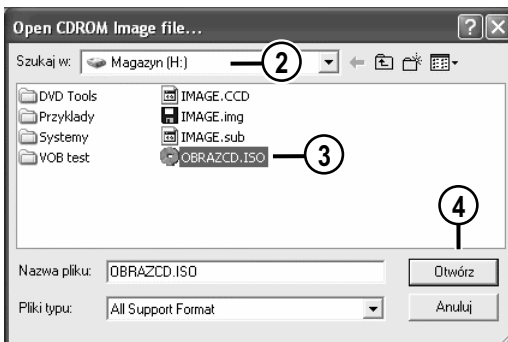 Open CDROM Image file...
Szukaj w: Magazyn (H:) 2
DVD Tools IMAGE.CCD
Przyklady IMAGE.img
Systemy IMAGE.sub
VOB test OBRAZCD.ISO 3
4
Nazwa pliku: OBRAZCD.ISO Otwórz
Pliki typu: All Support Format Anuluj